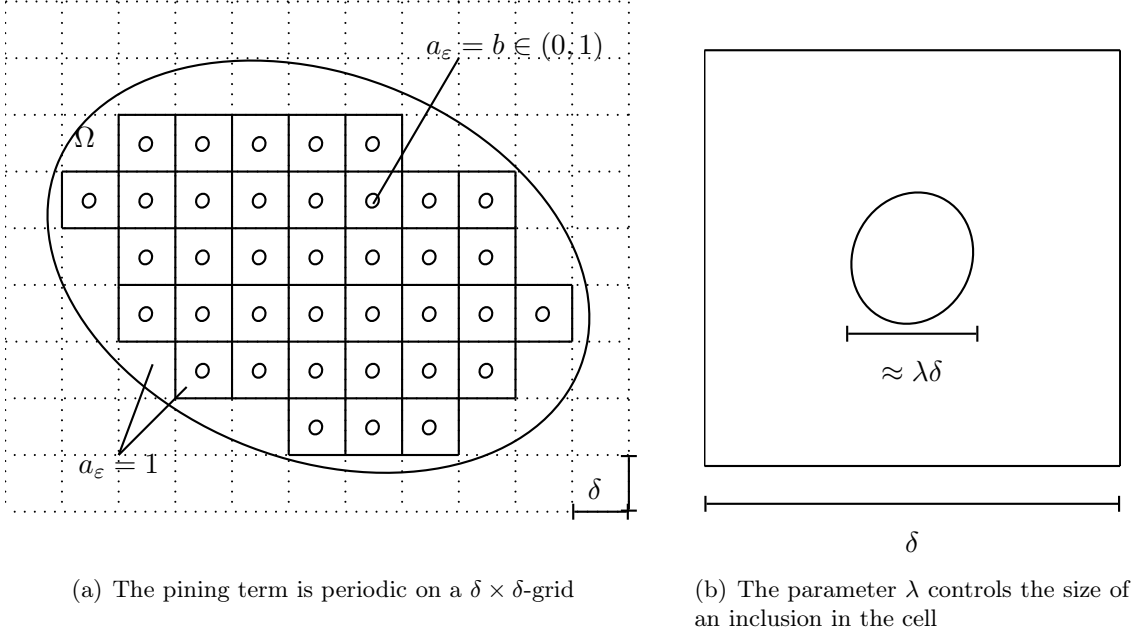 a_ε = b ∈ (0, 1)
Ω
a_ε = 1
δ
≈ λδ
δ
(a) The pining term is periodic on a δ × δ-grid
(b) The parameter λ controls the size of
an inclusion in the cell